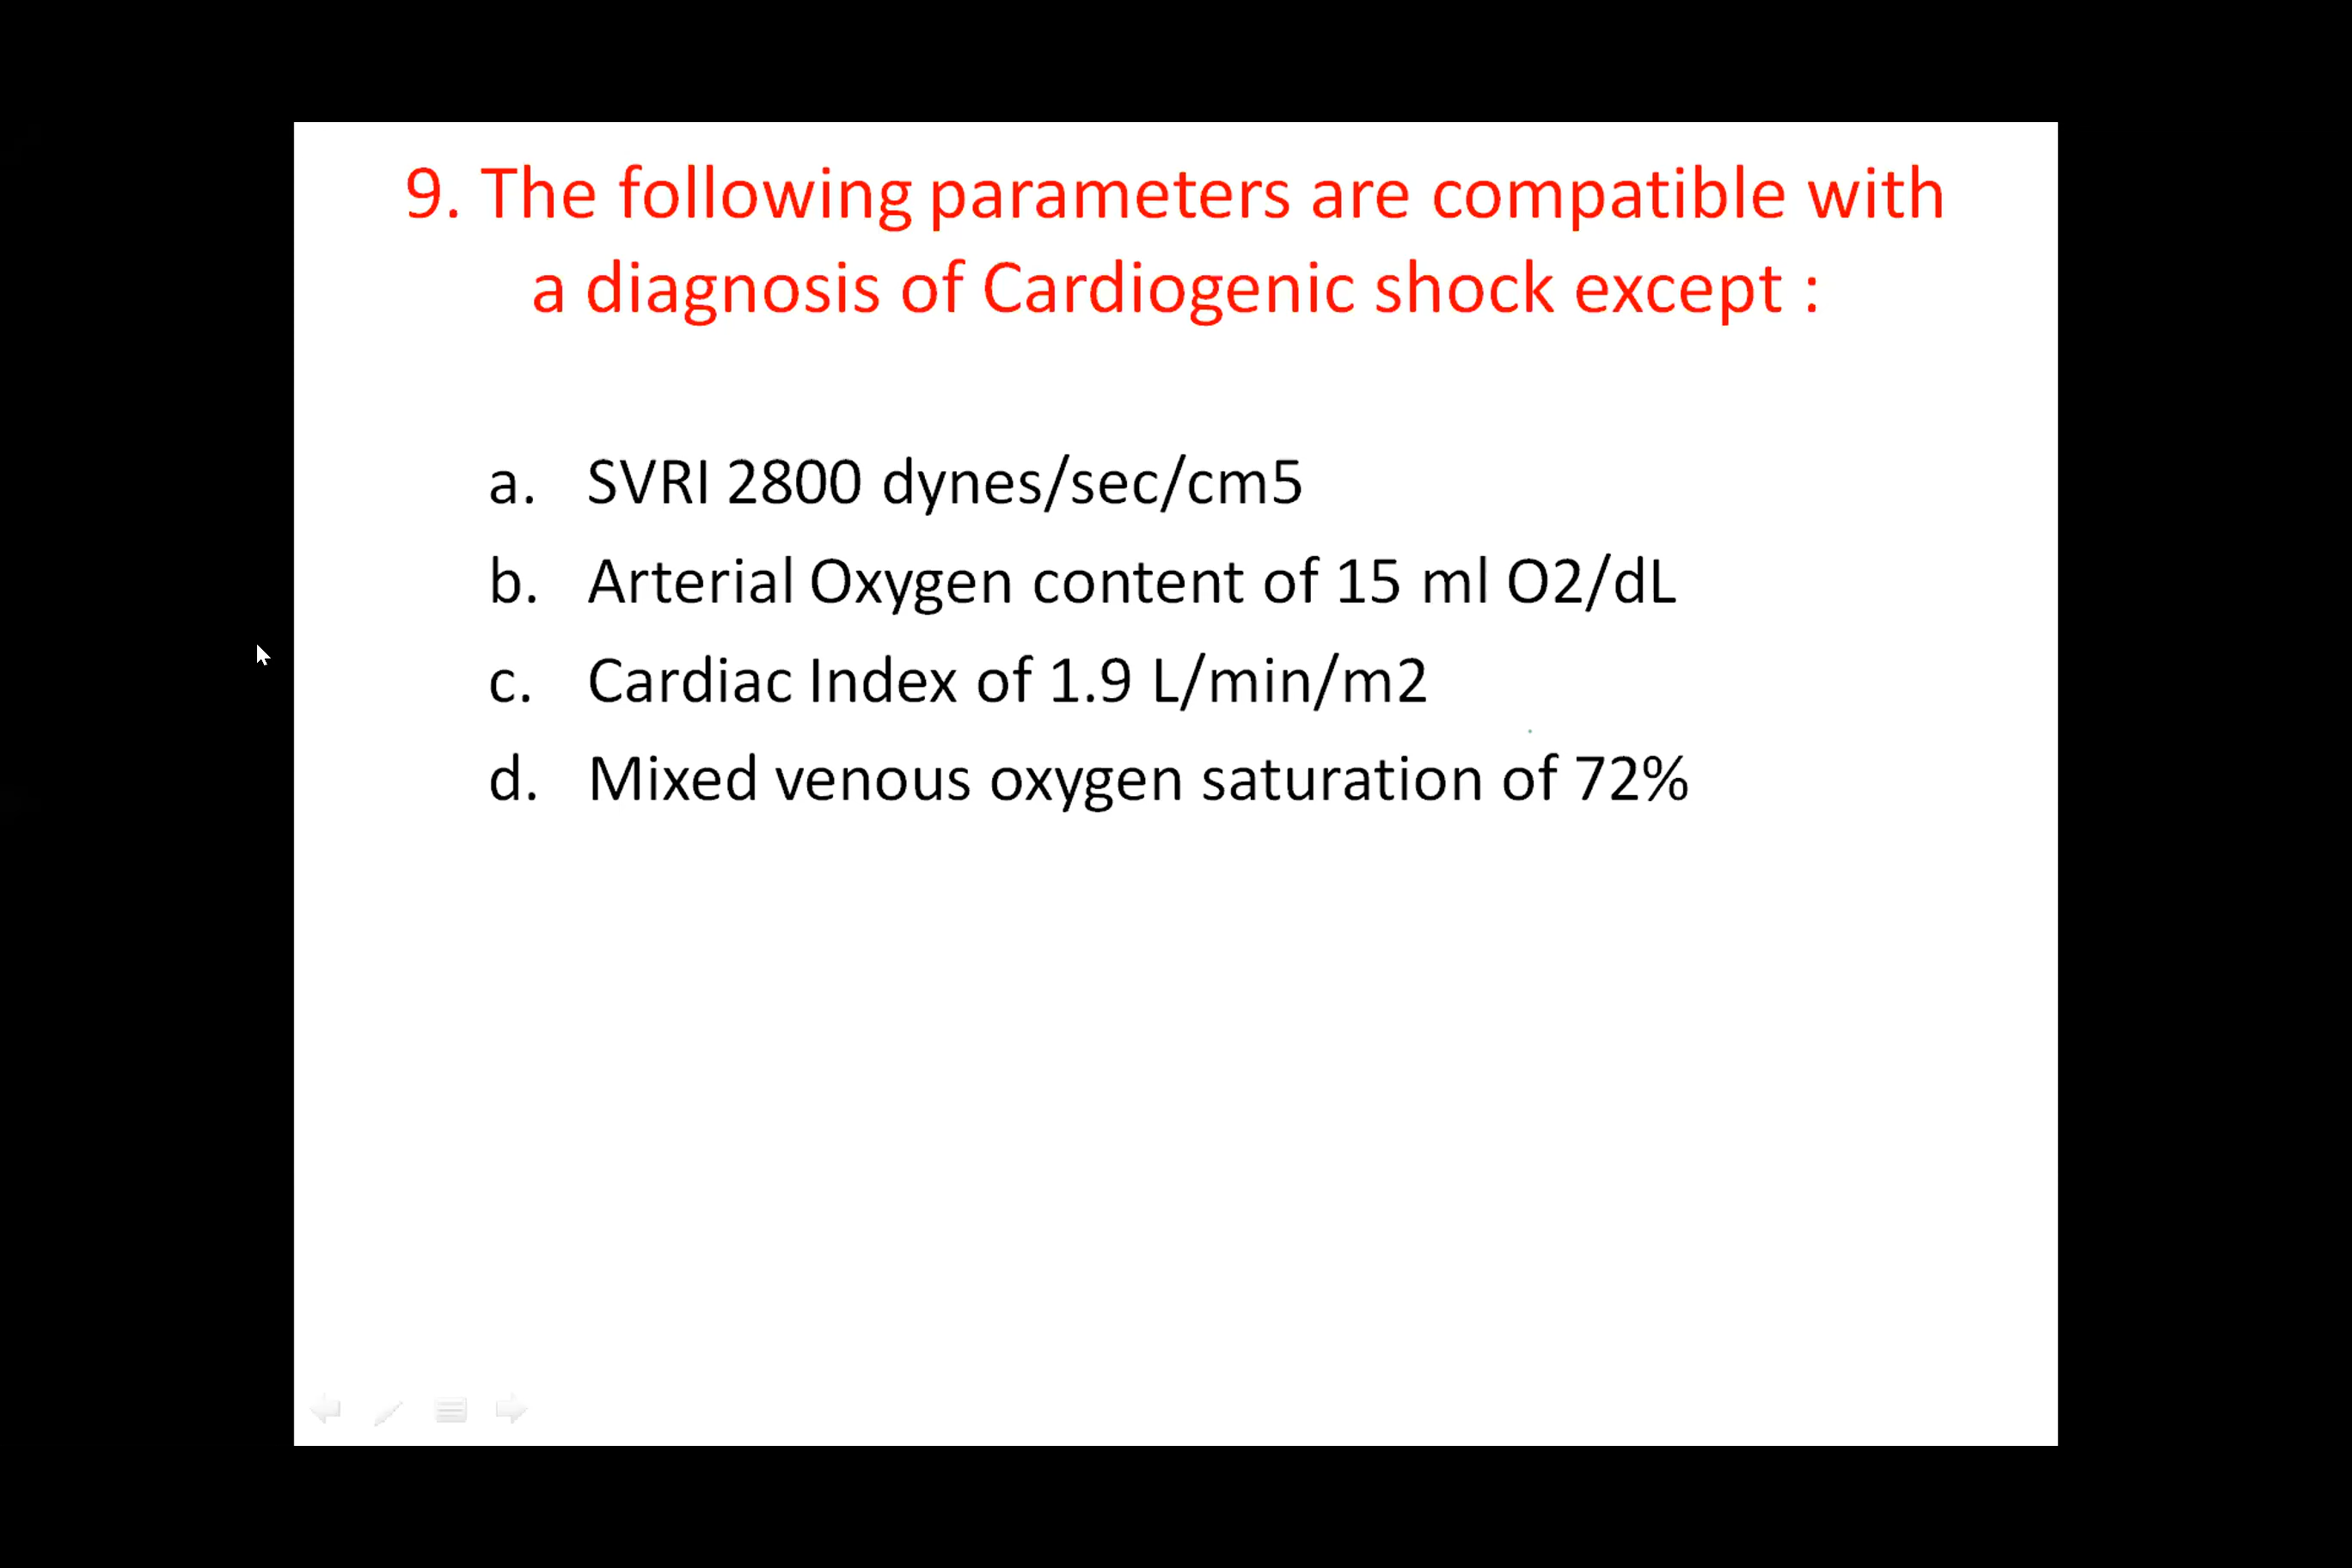 9. The following parameters are compatible with
a diagnosis of Cardiogenic shock except :
a. SVRI 2800 dynes/sec/cm5
b. Arterial Oxygen content of 15 ml O2/dL
c. Cardiac Index of 1.9 L/min/m2
d. Mixed venous oxygen saturation of 72%